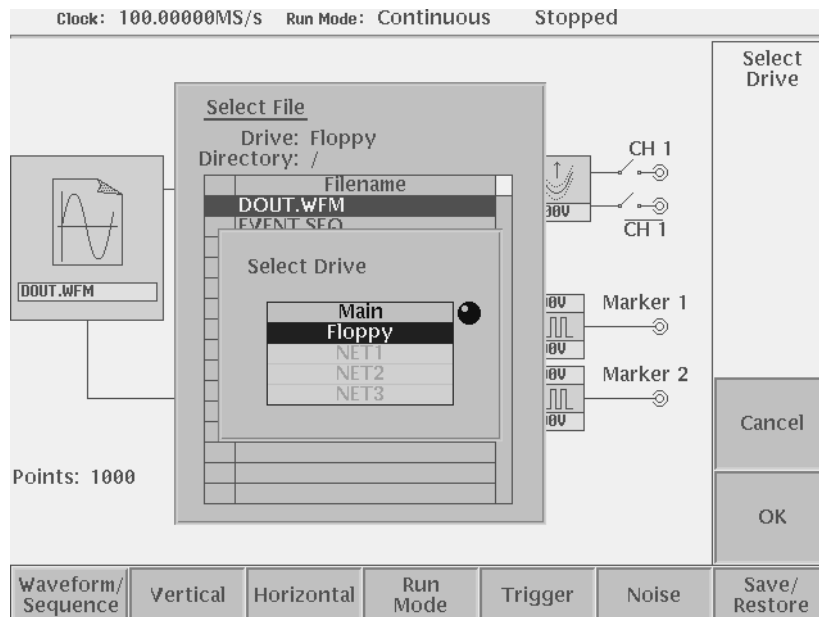 Clock: 100.00000MS/s Run Mode: Continuous Stopped
Select
Drive
Select File
Drive: Floppy
Directory: /
Filename
DOUT.WFM
EVENT.SEQ
Select Drive
Main
Floppy
NET1
NET2
NET3
DOUT.WFM
CH 1
CH 1
Marker 1
Marker 2
Points: 1000
Cancel
OK
Waveform/
Sequence
Vertical
Horizontal
Run
Mode
Trigger
Noise
Save/
Restore